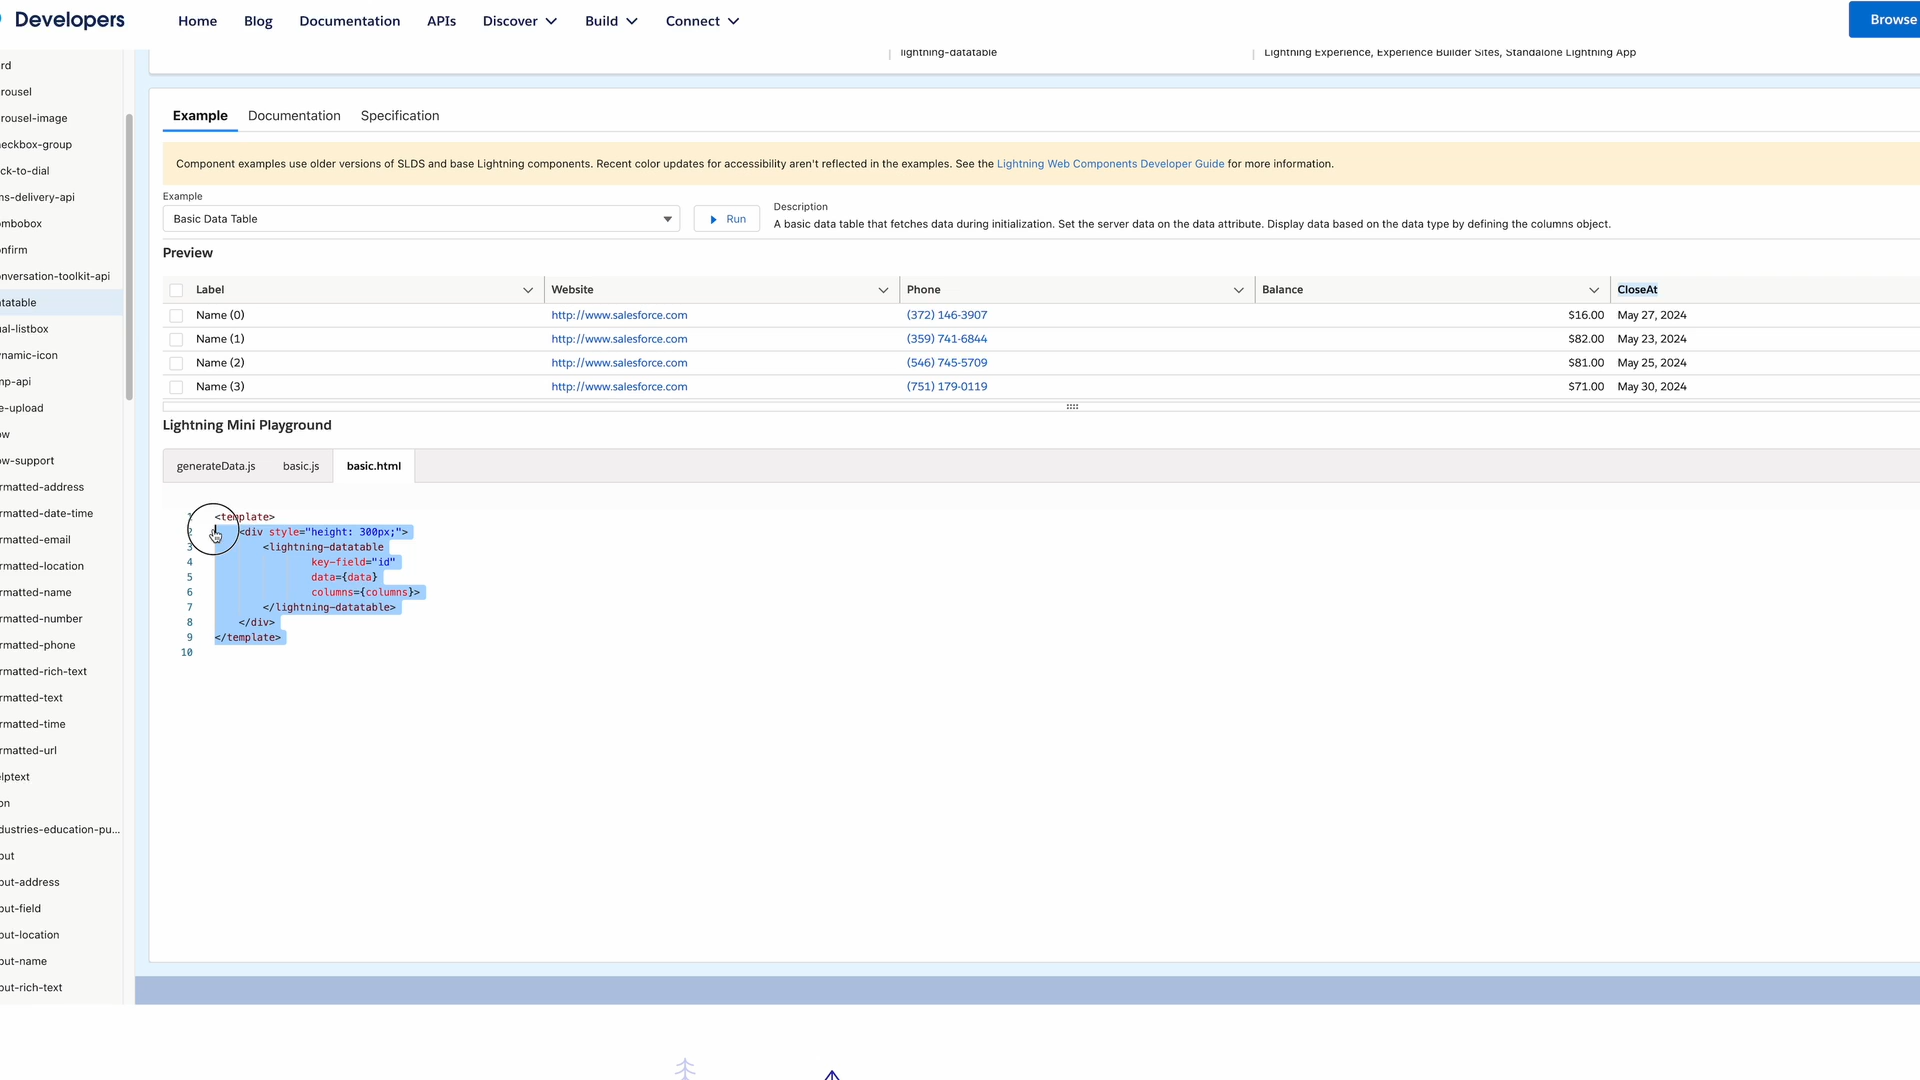 Developers
Home Blog Documentation APIs Discover Build Connect
Browse
lightning-datatable
Lightning Experience, Experience Builder Sites, Standalone Lightning App
rd
rousel
rousel-image
eckbox-group
ck-to-dial
ns-delivery-api
ombobox
onfirm
onversation-toolkit-api
tatable
al-listbox
ynamic-icon
mp-api
e-upload
ow
ow-support
rmatted-address
rmatted-date-time
rmatted-email
rmatted-location
rmatted-name
rmatted-number
rmatted-phone
rmatted-rich-text
rmatted-text
rmatted-time
rmatted-url
elptext
on
dustries-education-pu...
out
out-address
out-field
out-location
out-name
out-rich-text
Example Documentation Specification
Component examples use older versions of SLDS and base Lightning components. Recent color updates for accessibility aren't reflected in the examples. See the Lightning Web Components Developer Guide for more information.
Example
Basic Data Table
Run
Description
A basic data table that fetches data during initialization. Set the server data on the data attribute. Display data based on the data type by defining the columns object.
Preview
Label Website Phone Balance CloseAt
Name (0) http://www.salesforce.com (372) 146-3907 $16.00 May 27, 2024
Name (1) http://www.salesforce.com (359) 741-6844 $82.00 May 23, 2024
Name (2) http://www.salesforce.com (546) 745-5709 $81.00 May 25, 2024
Name (3) http://www.salesforce.com (751) 179-0119 $71.00 May 30, 2024
Lightning Mini Playground
generateData.js basic.js basic.html
1 <template>
2 <div style="height: 300px;">
3 <lightning-datatable
4 key-field="id"
5 data={data}
6 columns={columns}>
7 </lightning-datatable>
8 </div>
9 </template>
10